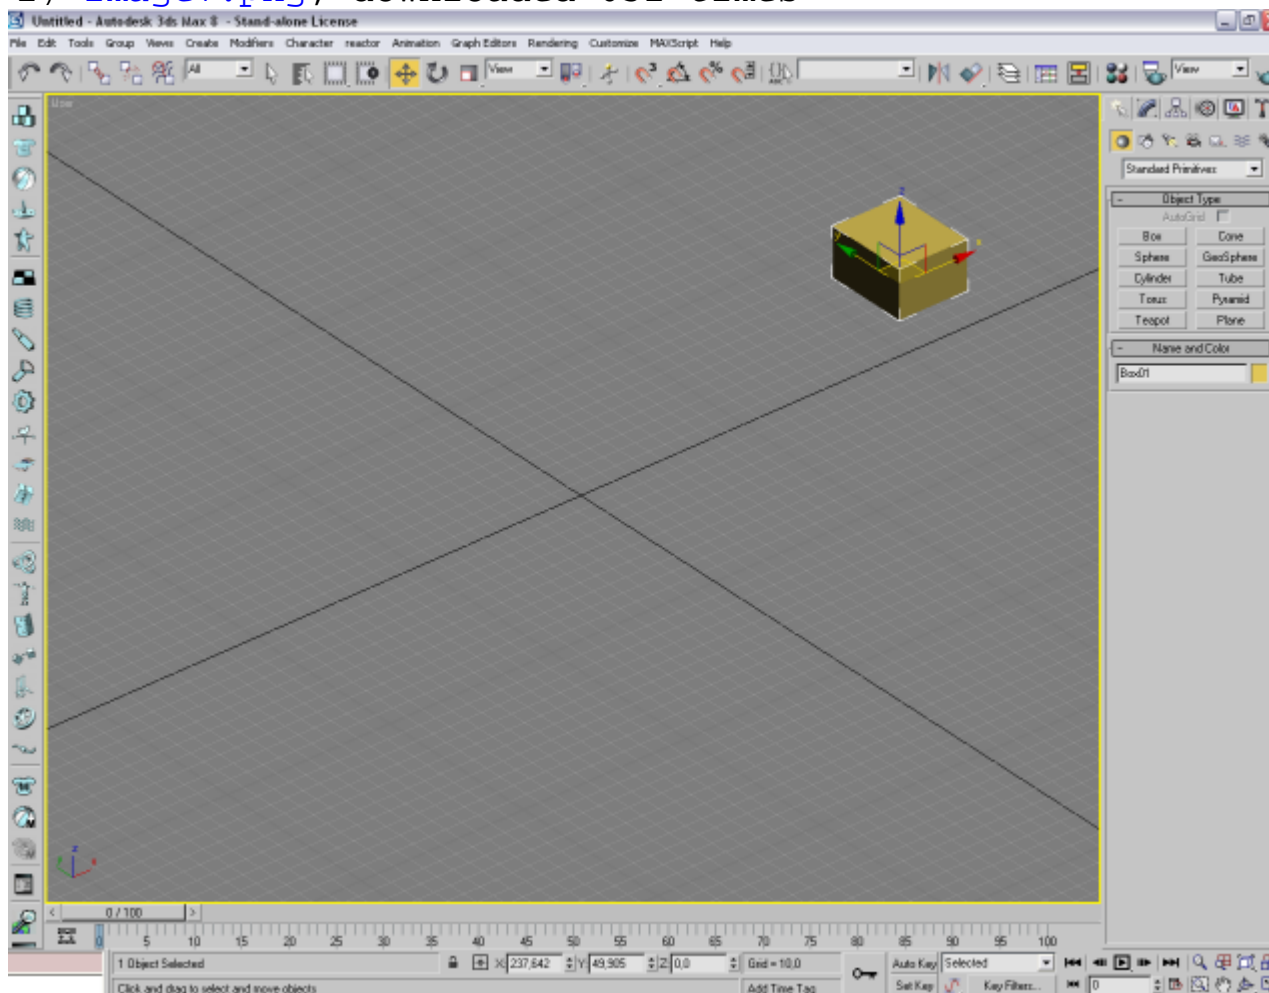 Untitled - Autodesk 3ds Max 8 - Stand-alone License
File Edit Tools Group Views Create Modifiers Character reactor Animation Graph Editors Rendering Customize MAXScript Help
All View View
User
Standard Primitives
- Object Type
AutoGrid
Box Cone
Sphere GeoSphere
Cylinder Tube
Torus Pyramid
Teapot Plane
- Name and Color
Box01
z
y x
z
y x
< 0 / 100 >
0 5 10 15 20 25 30 35 40 45 50 55 60 65 70 75 80 85 90 95 100
1 Object Selected X: 237,642 Y: 49,905 Z: 0,0 Grid = 10,0 Auto Key Selected
Click and drag to select and move objects Add Time Tag Set Key Key Filters... 0